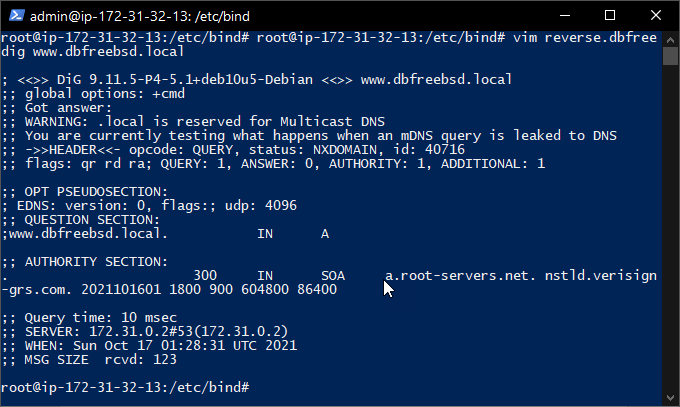 admin@ip-172-31-32-13: /etc/bind
root@ip-172-31-32-13:/etc/bind# root@ip-172-31-32-13:/etc/bind# vim reverse.dbfree
dig www.dbfreebsd.local
; <<>> DiG 9.11.5-P4-5.1+deb10u5-Debian <<>> www.dbfreebsd.local
;; global options: +cmd
;; Got answer:
;; WARNING: .local is reserved for Multicast DNS
;; You are currently testing what happens when an mDNS query is leaked to DNS
;; ->>HEADER<<- opcode: QUERY, status: NXDOMAIN, id: 40716
;; flags: qr rd ra; QUERY: 1, ANSWER: 0, AUTHORITY: 1, ADDITIONAL: 1
;; OPT PSEUDOSECTION:
; EDNS: version: 0, flags:; udp: 4096
;; QUESTION SECTION:
;www.dbfreebsd.local. IN A
;; AUTHORITY SECTION:
. 300 IN SOA a.root-servers.net. nstld.verisign
-grs.com. 2021101601 1800 900 604800 86400
;; Query time: 10 msec
;; SERVER: 172.31.0.2#53(172.31.0.2)
;; WHEN: Sun Oct 17 01:28:31 UTC 2021
;; MSG SIZE rcvd: 123
root@ip-172-31-32-13:/etc/bind#